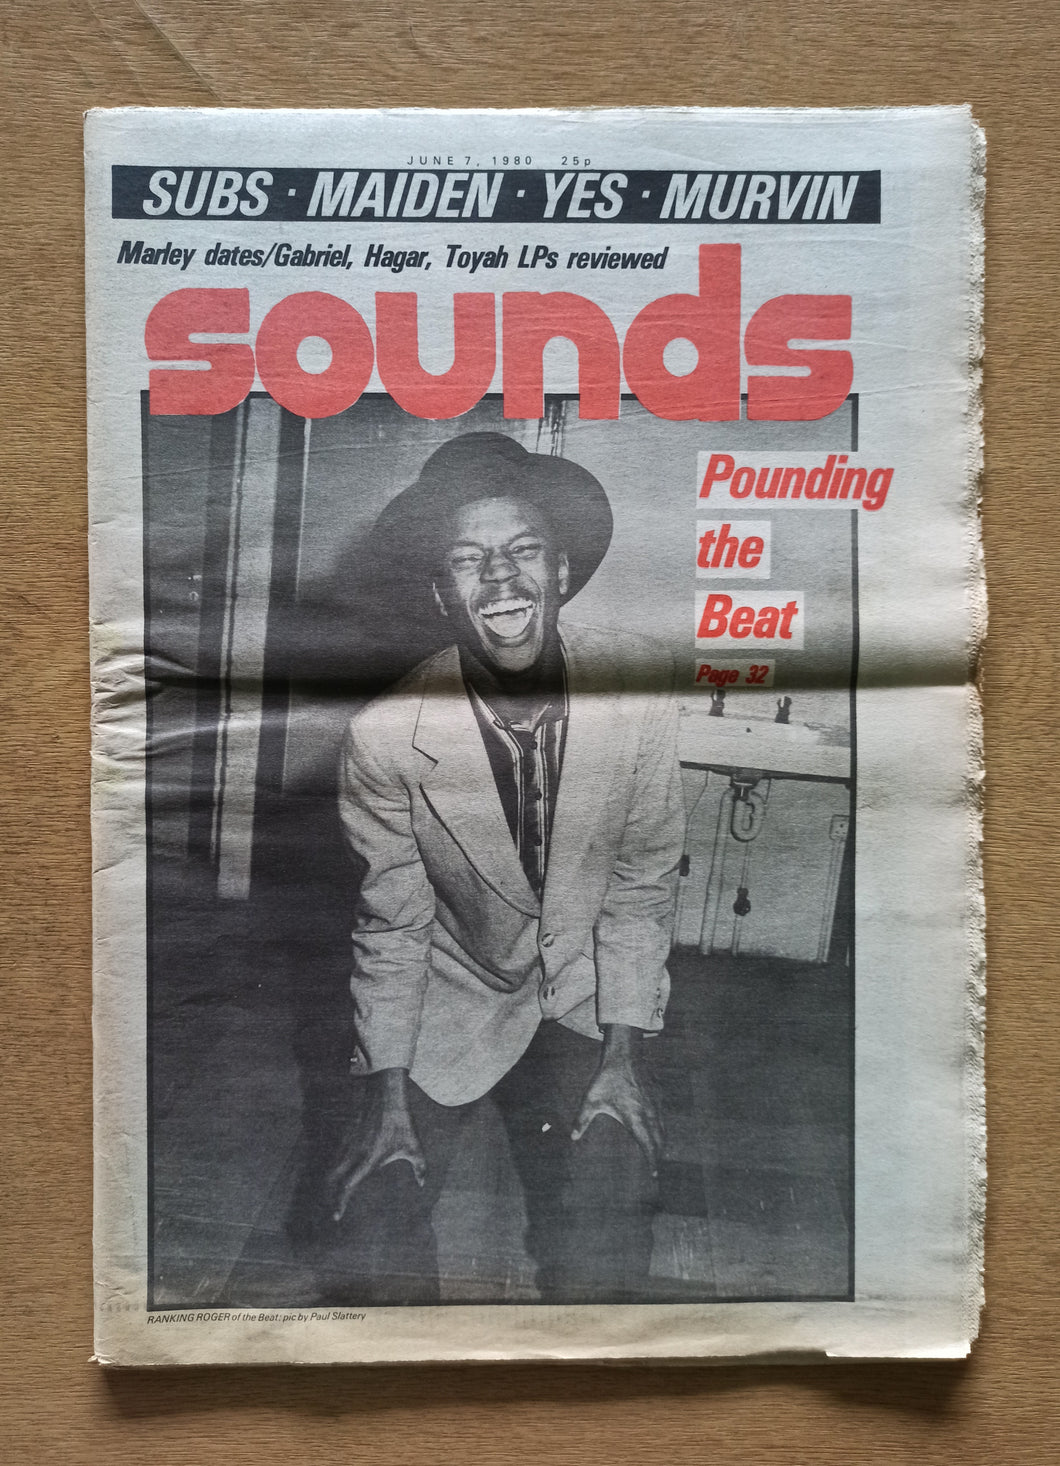 JUNE 7, 1980 25p
SUBS · MAIDEN · YES · MURVIN
Marley dates/Gabriel, Hagar, Toyah LPs reviewed
sounds
Pounding
the
Beat
Page 32
RANKING ROGER of the Beat: pic by Paul Slattery